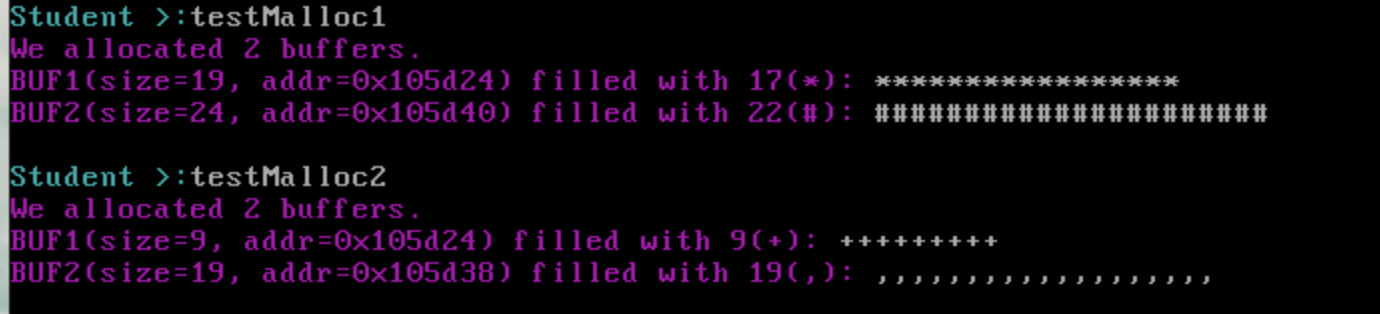 Student >:testMalloc1
We allocated 2 buffers.
BUF1(size=19, addr=0x105d24) filled with 17(*): *****************
BUF2(size=24, addr=0x105d40) filled with 22(#): ######################
Student >:testMalloc2
We allocated 2 buffers.
BUF1(size=9, addr=0x105d24) filled with 9(+): +++++++++
BUF2(size=19, addr=0x105d38) filled with 19(,): ,,,,,,,,,,,,,,,,,,,